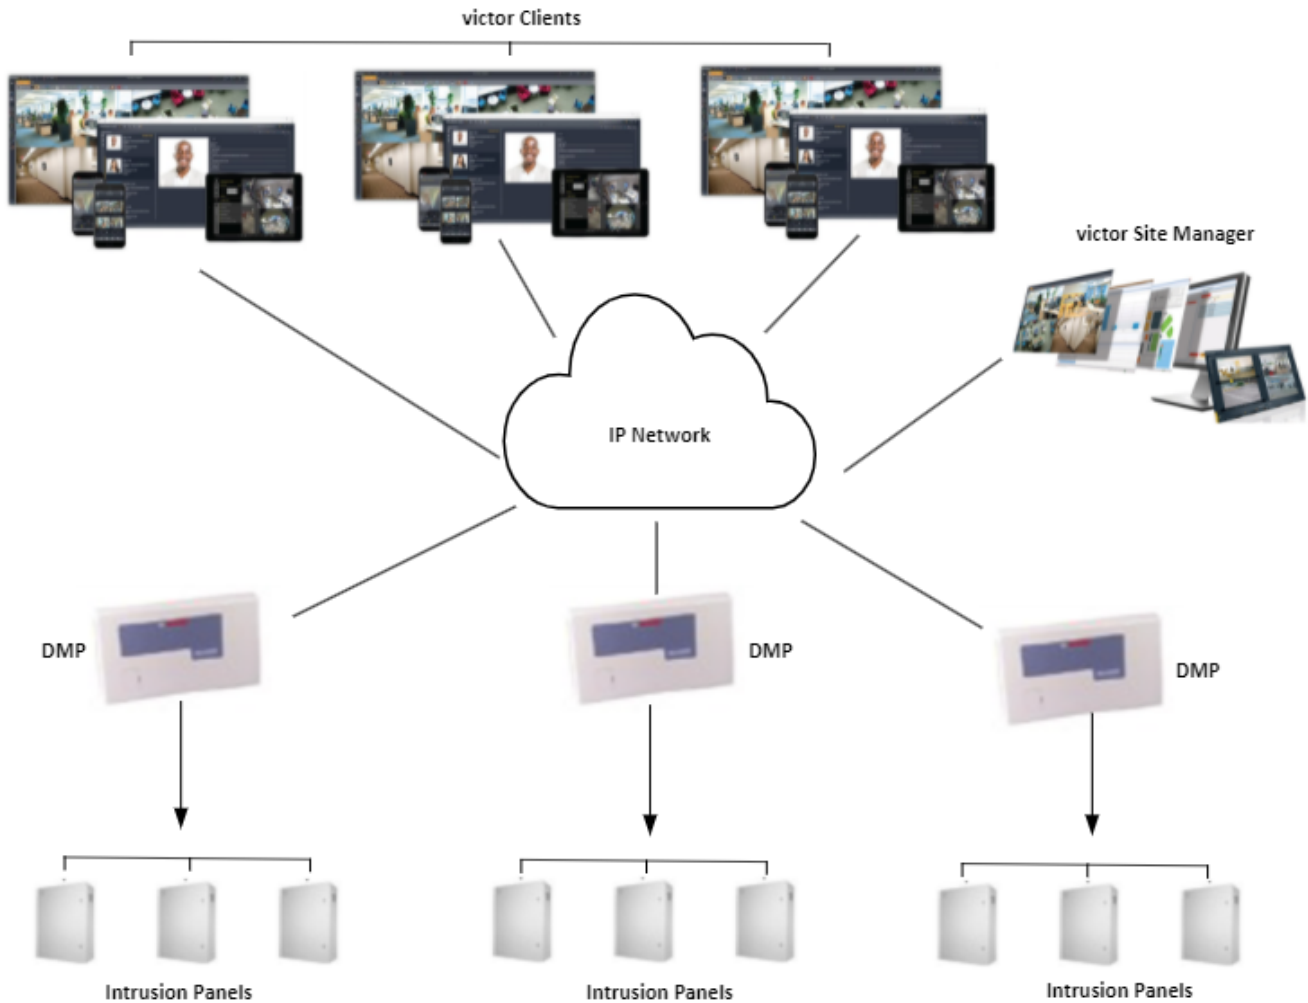 victor Clients
victor Site Manager
IP Network
DMP
DMP
DMP
Intrusion Panels
Intrusion Panels
Intrusion Panels